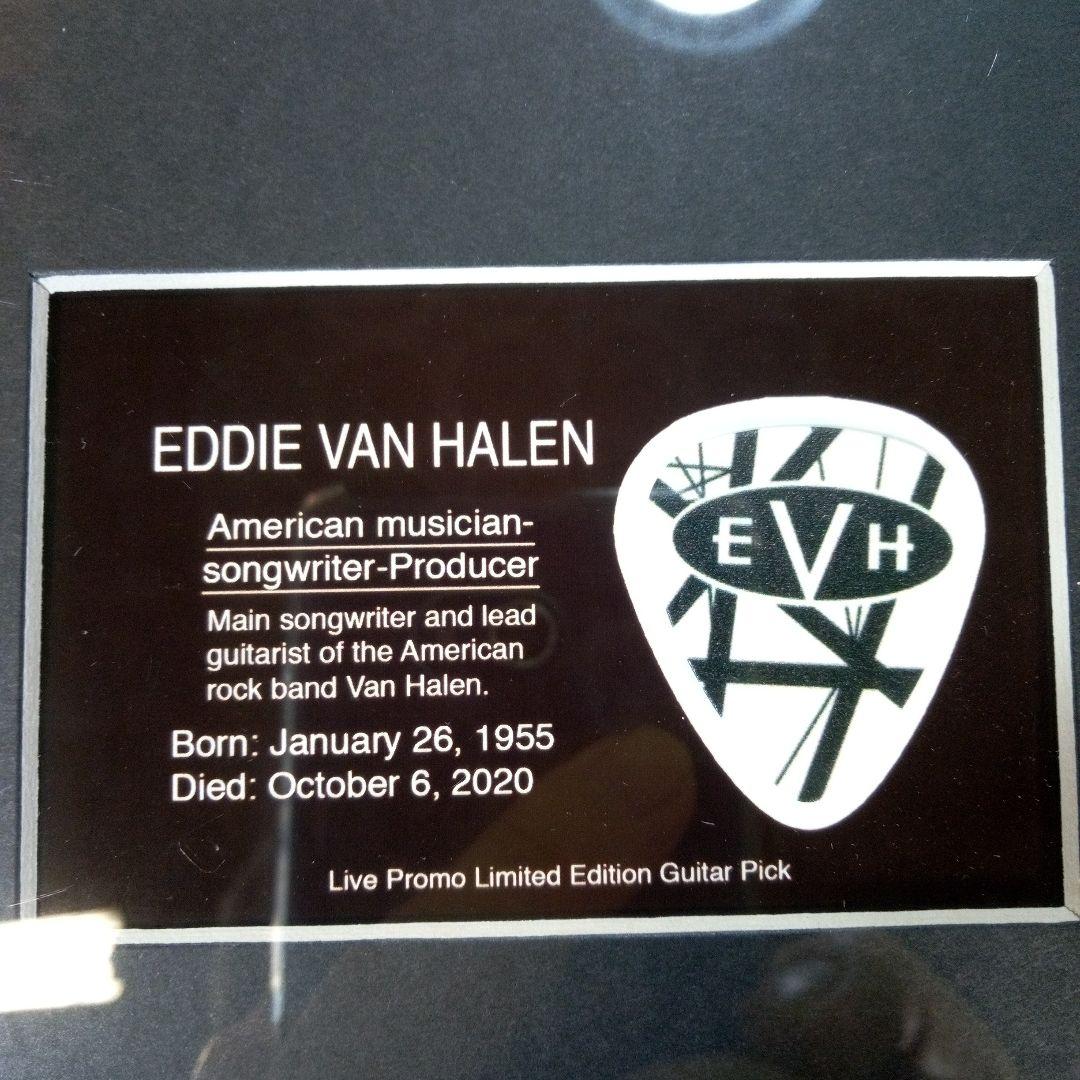 EDDIE VAN HALEN
American musician-
songwriter-Producer
Main songwriter and lead
guitarist of the American
rock band Van Halen.
Born: January 26, 1955
Died: October 6, 2020
EVH
Live Promo Limited Edition Guitar Pick